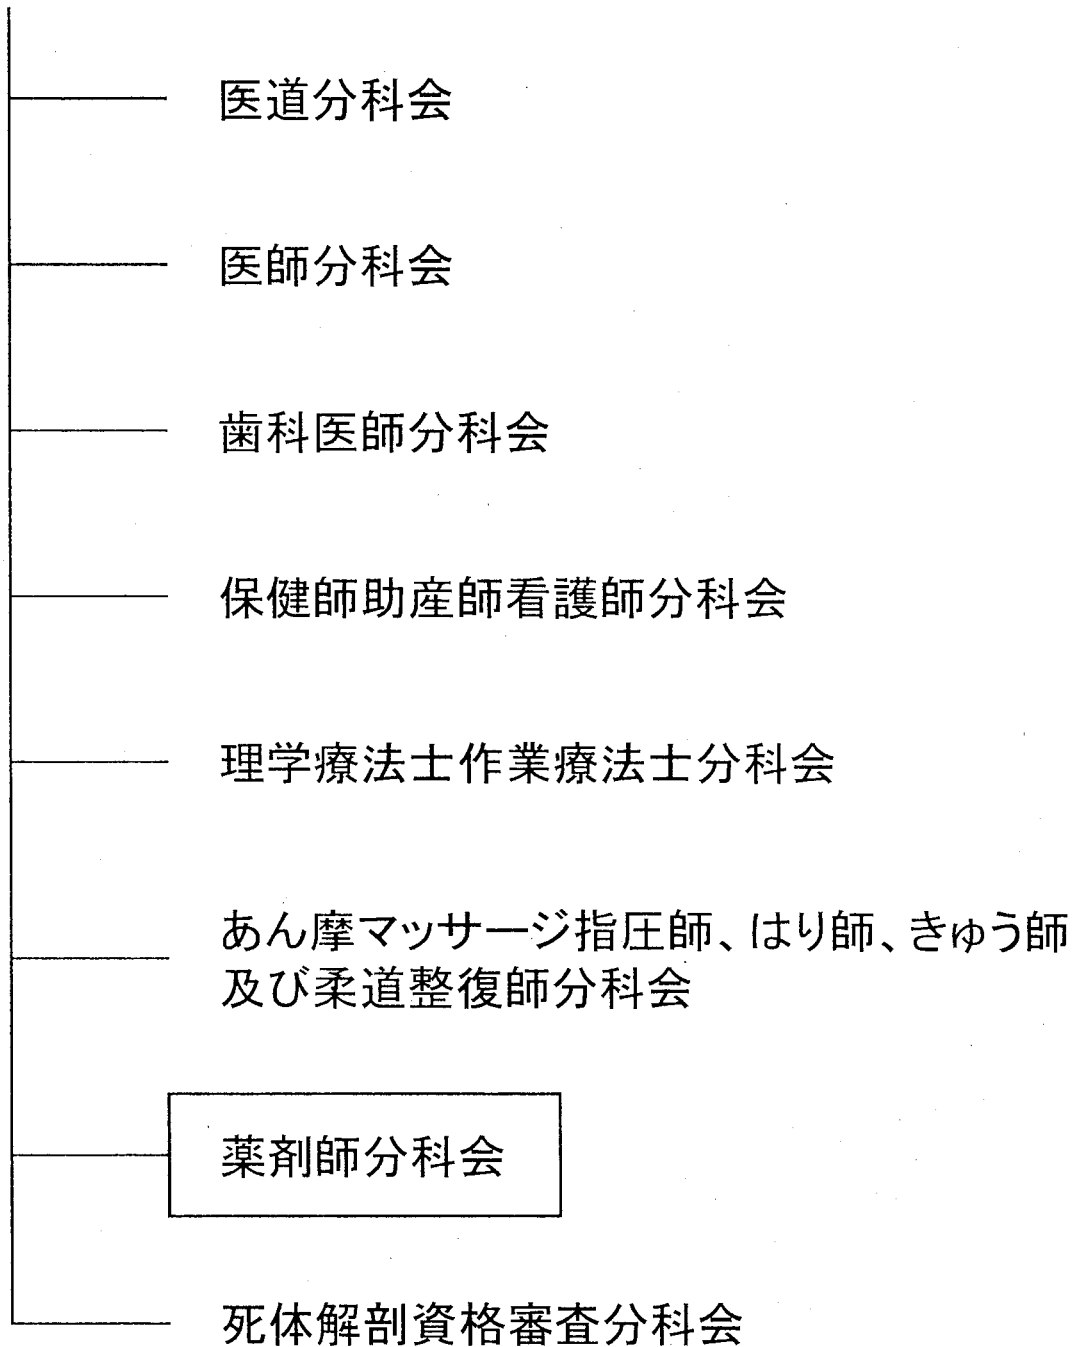 医道分科会
医師分科会
歯科医師分科会
保健師助産師看護師分科会
理学療法士作業療法士分科会
あん摩マッサージ指圧師、はり師、きゅう師
及び柔道整復師分科会
薬剤師分科会
死体解剖資格審査分科会